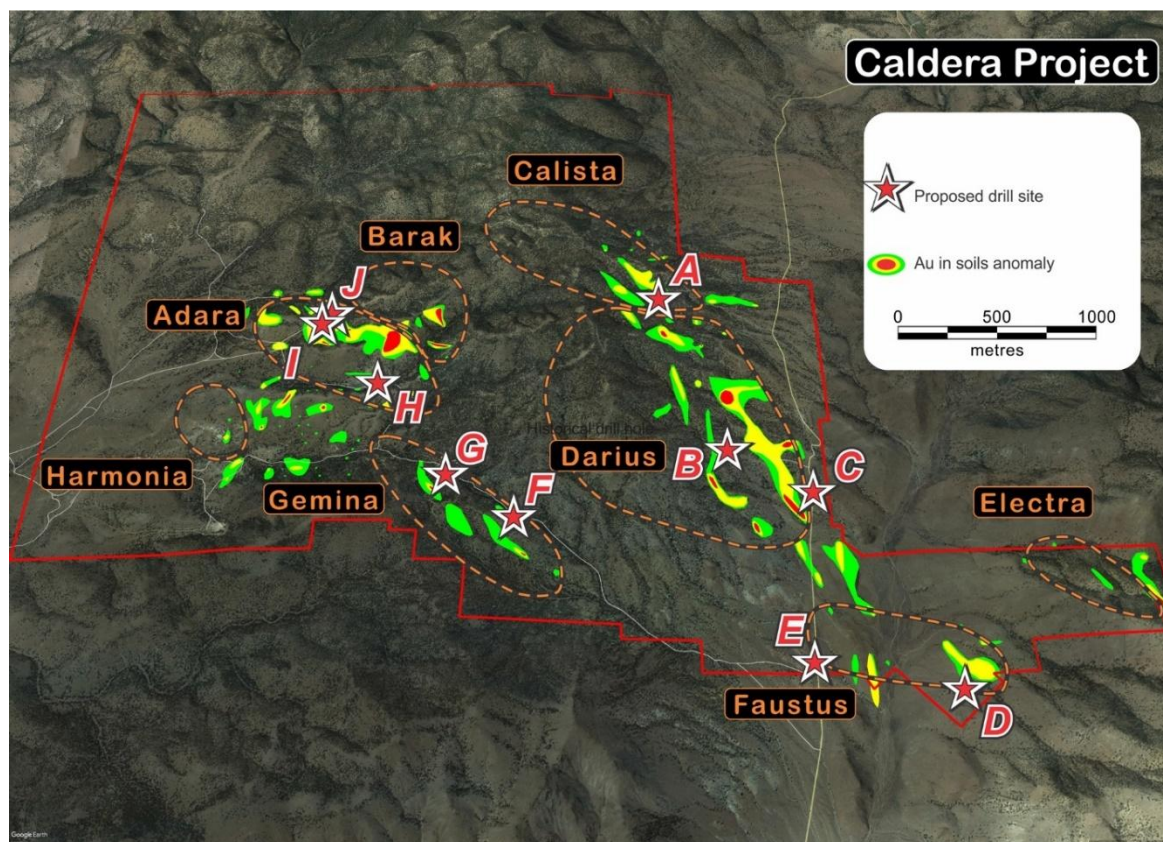 Caldera Project
Proposed drill site
Au in soils anomaly
0 500 1000
metres
Calista
Barak
A
J
Adara
I
H
Historical drill hole
Darius
B
G
C
Harmonia
Gemina
F
Electra
E
Faustus
D
Google Earth